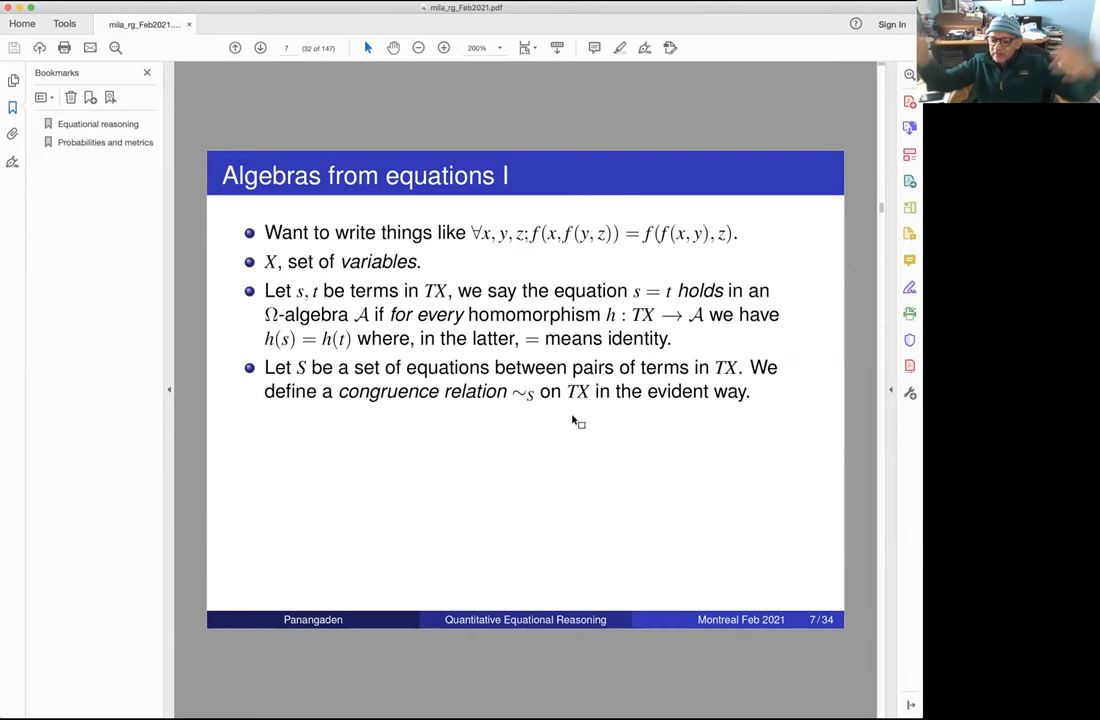 mila_rg_Feb2021.pdf
Home Tools mila_rg_Feb2021.... × ? Sign In
7 (32 of 147) 200%
Bookmarks ×
Equational reasoning
Probabilities and metrics
Algebras from equations I
Want to write things like ∀x, y, z; f(x, f(y, z)) = f(f(x, y), z).
X, set of variables.
Let s, t be terms in TX, we say the equation s = t holds in an
Ω-algebra 𝒜 if for every homomorphism h : TX → 𝒜 we have
h(s) = h(t) where, in the latter, = means identity.
Let S be a set of equations between pairs of terms in TX. We
define a congruence relation ∼S on TX in the evident way.
Panangaden Quantitative Equational Reasoning Montreal Feb 2021 7 / 34